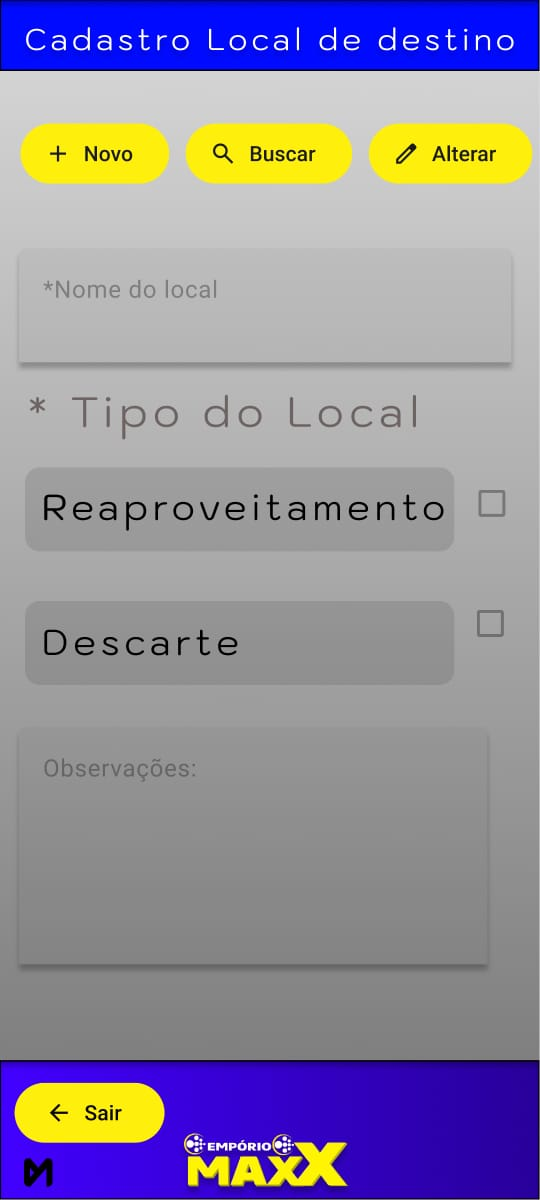 Cadastro Local de destino
Novo
Buscar
Alterar
*Nome do local
* Tipo do Local
Reaproveitamento
Descarte
Observações:
Sair
EMPÓRIO
MAXX